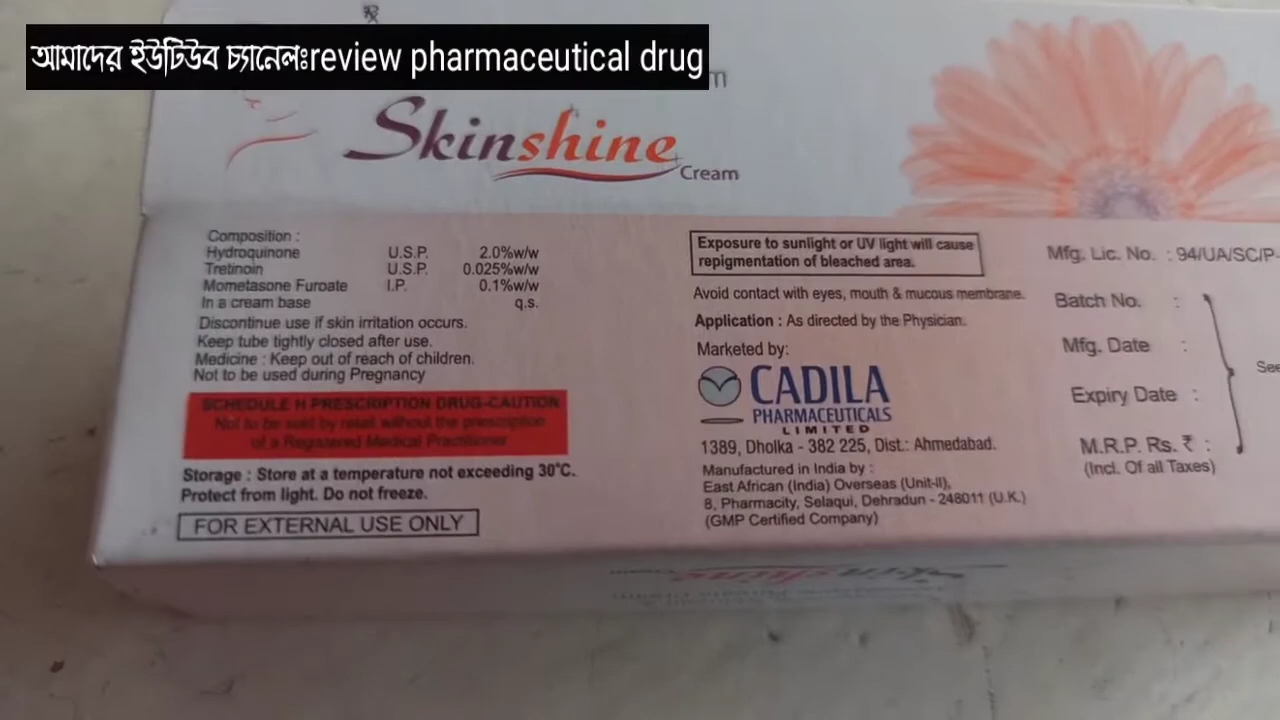 আমাদের ইউটিউব চ্যানেলঃreview pharmaceutical drug
Skinshine
Cream
Composition :
Hydroquinone U.S.P. 2.0%w/w
Tretinoin U.S.P. 0.025%w/w
Mometasone Furoate I.P. 0.1%w/w
In a cream base q.s.
Discontinue use if skin irritation occurs.
Keep tube tightly closed after use.
Medicine : Keep out of reach of children.
Not to be used during Pregnancy
SCHEDULE H PRESCRIPTION DRUG-CAUTION
Not to be sold by retail without the prescription
of a Registered Medical Practitioner
Storage : Store at a temperature not exceeding 30°C.
Protect from light. Do not freeze.
FOR EXTERNAL USE ONLY
Exposure to sunlight or UV light will cause
repigmentation of bleached area.
Avoid contact with eyes, mouth & mucous membrane.
Application : As directed by the Physician.
Marketed by:
CADILA
PHARMACEUTICALS
LIMITED
1389, Dholka - 382 225, Dist.: Ahmedabad.
Manufactured in India by :
East African (India) Overseas (Unit-II),
8, Pharmacity, Selaqui, Dehradun - 248011 (U.K.)
(GMP Certified Company)
Mfg. Lic. No. : 94/UA/SC/P-
Batch No. :
Mfg. Date :
Expiry Date :
M.R.P. Rs. ₹ :
(Incl. Of all Taxes)
See